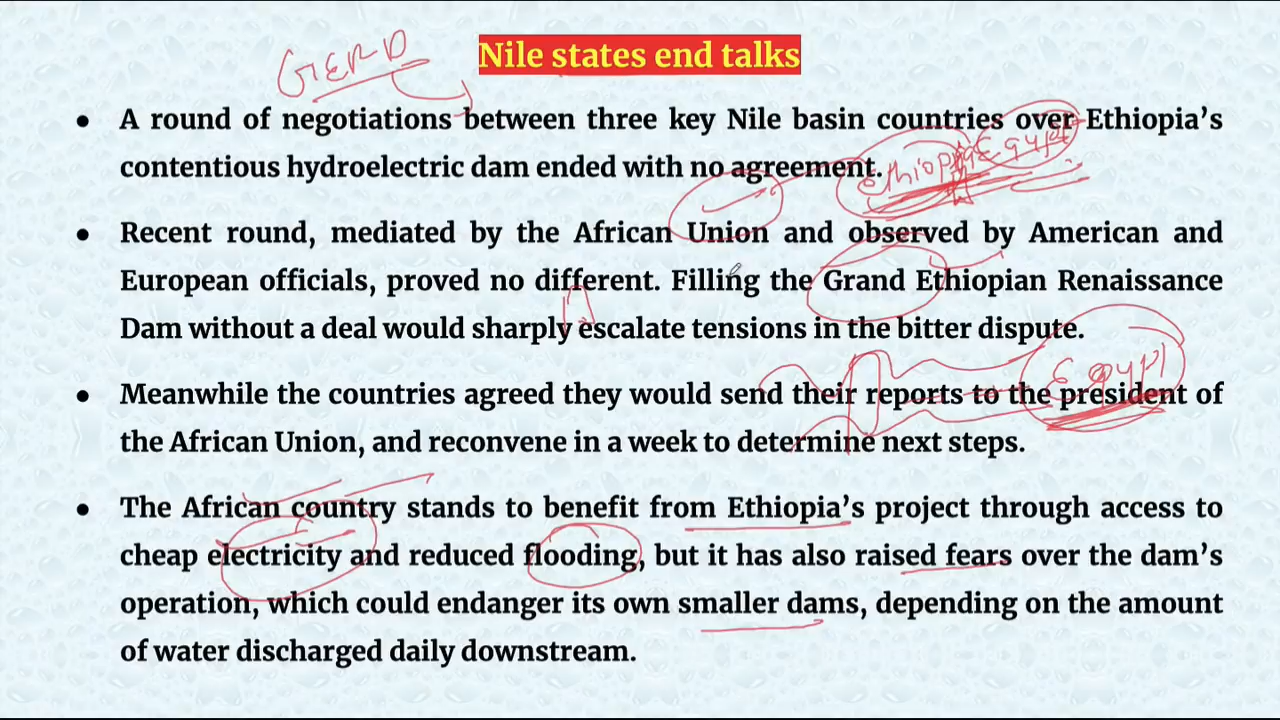 GERD
Nile states end talks
● A round of negotiations between three key Nile basin countries over Ethiopia's
contentious hydroelectric dam ended with no agreement.
ethiopia Egypt
● Recent round, mediated by the African Union and observed by American and
European officials, proved no different. Filling the Grand Ethiopian Renaissance
Dam without a deal would sharply escalate tensions in the bitter dispute.
Egypt
● Meanwhile the countries agreed they would send their reports to the president of
the African Union, and reconvene in a week to determine next steps.
● The African country stands to benefit from Ethiopia's project through access to
cheap electricity and reduced flooding, but it has also raised fears over the dam's
operation, which could endanger its own smaller dams, depending on the amount
of water discharged daily downstream.